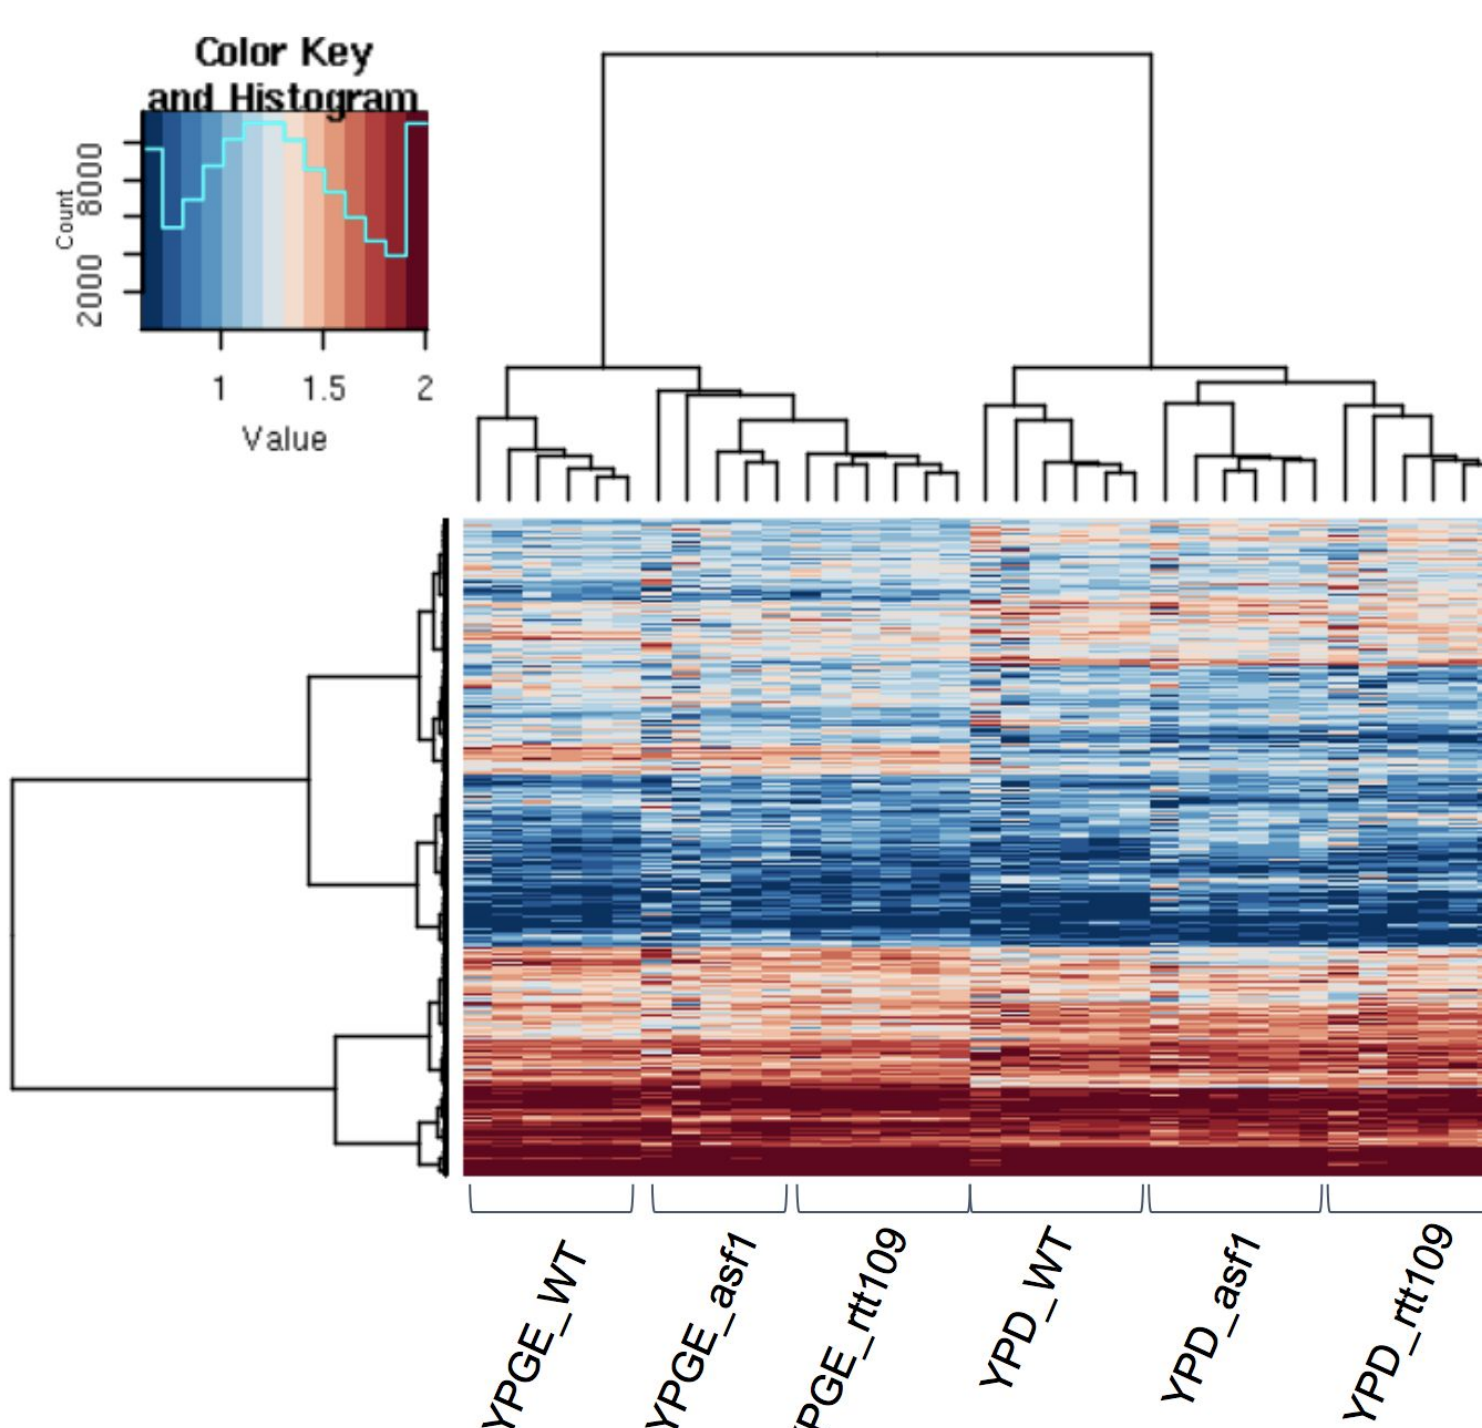 Color Key
and Histogram
Count
8000
2000
1 1.5 2
Value
YPGE_WT
YPGE_asf1
PGE_rtt109
YPD_WT
YPD_asf1
YPD_rtt109